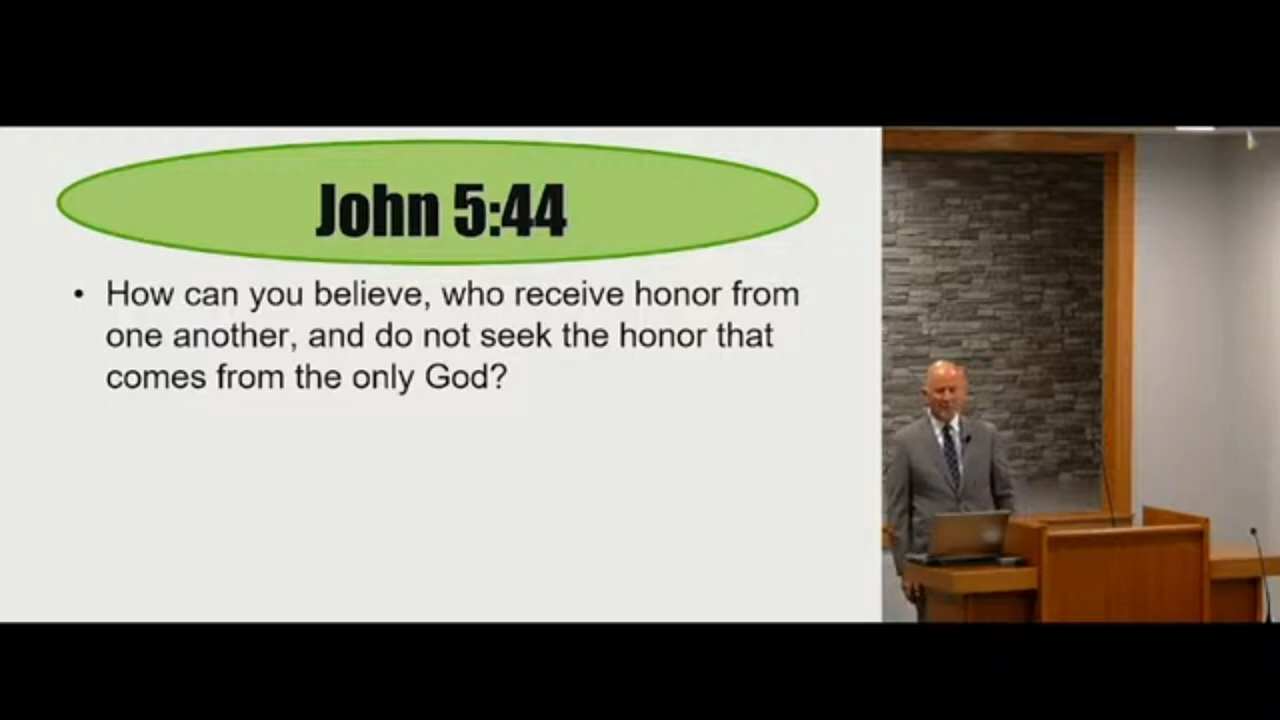 John 5:44
• How can you believe, who receive honor from
one another, and do not seek the honor that
comes from the only God?